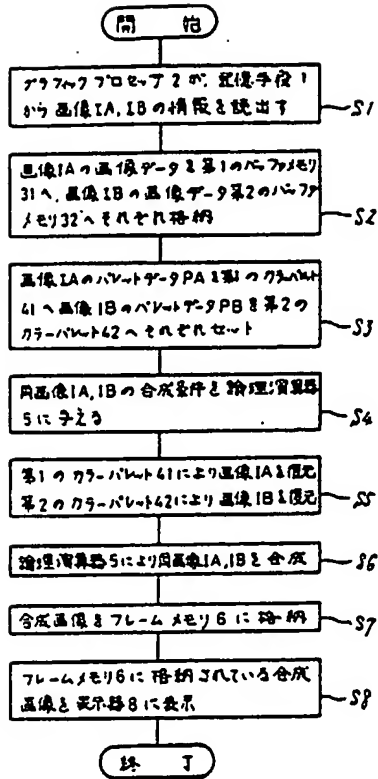 開 始
グラフィックプロセッサ2が、記憶手段1
から画像IA,IBの情報を読出す
S1
画像IAの画像データを第1のバッファメモリ
31へ、画像IBの画像データ第2のバッファ
メモリ32へそれぞれ格納
S2
画像IAのパレットデータPAを第1のカラーパレット
41へ画像IBのパレットデータPBを第2の
カラーパレット42へそれぞれセット
S3
両画像IA,IBの合成条件を論理演算器
5に与える
S4
第1のカラーパレット41により画像IAを復元
第2のカラーパレット42により画像IBを復元
S5
論理演算器5により両画像IA,IBを合成
S6
合成画像をフレームメモリ6に格納
S7
フレームメモリ6に格納されている合成
画像を表示器8に表示
S8
終 了